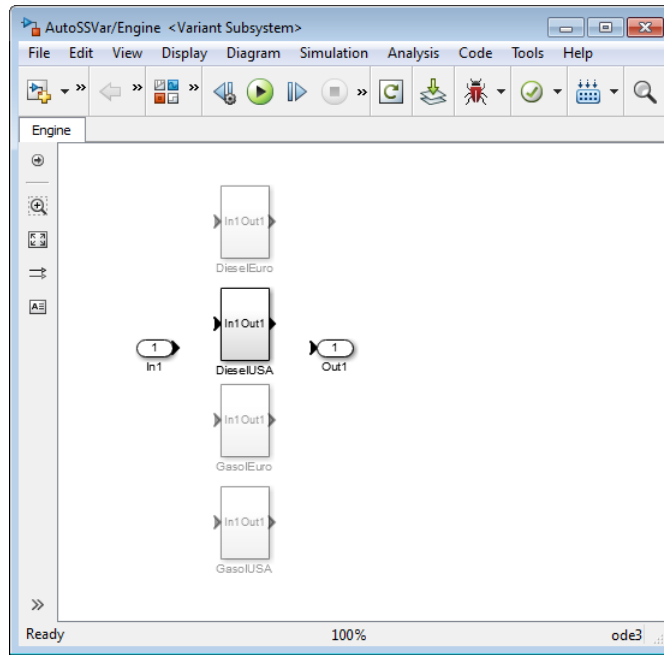 AutoSSVar/Engine <Variant Subsystem>
File Edit View Display Diagram Simulation Analysis Code Tools Help
Engine
In1 Out1
DieselEuro
In1 Out1
DieselUSA
1
In1
1
Out1
In1 Out1
GasolEuro
In1 Out1
GasolUSA
Ready 100% ode3